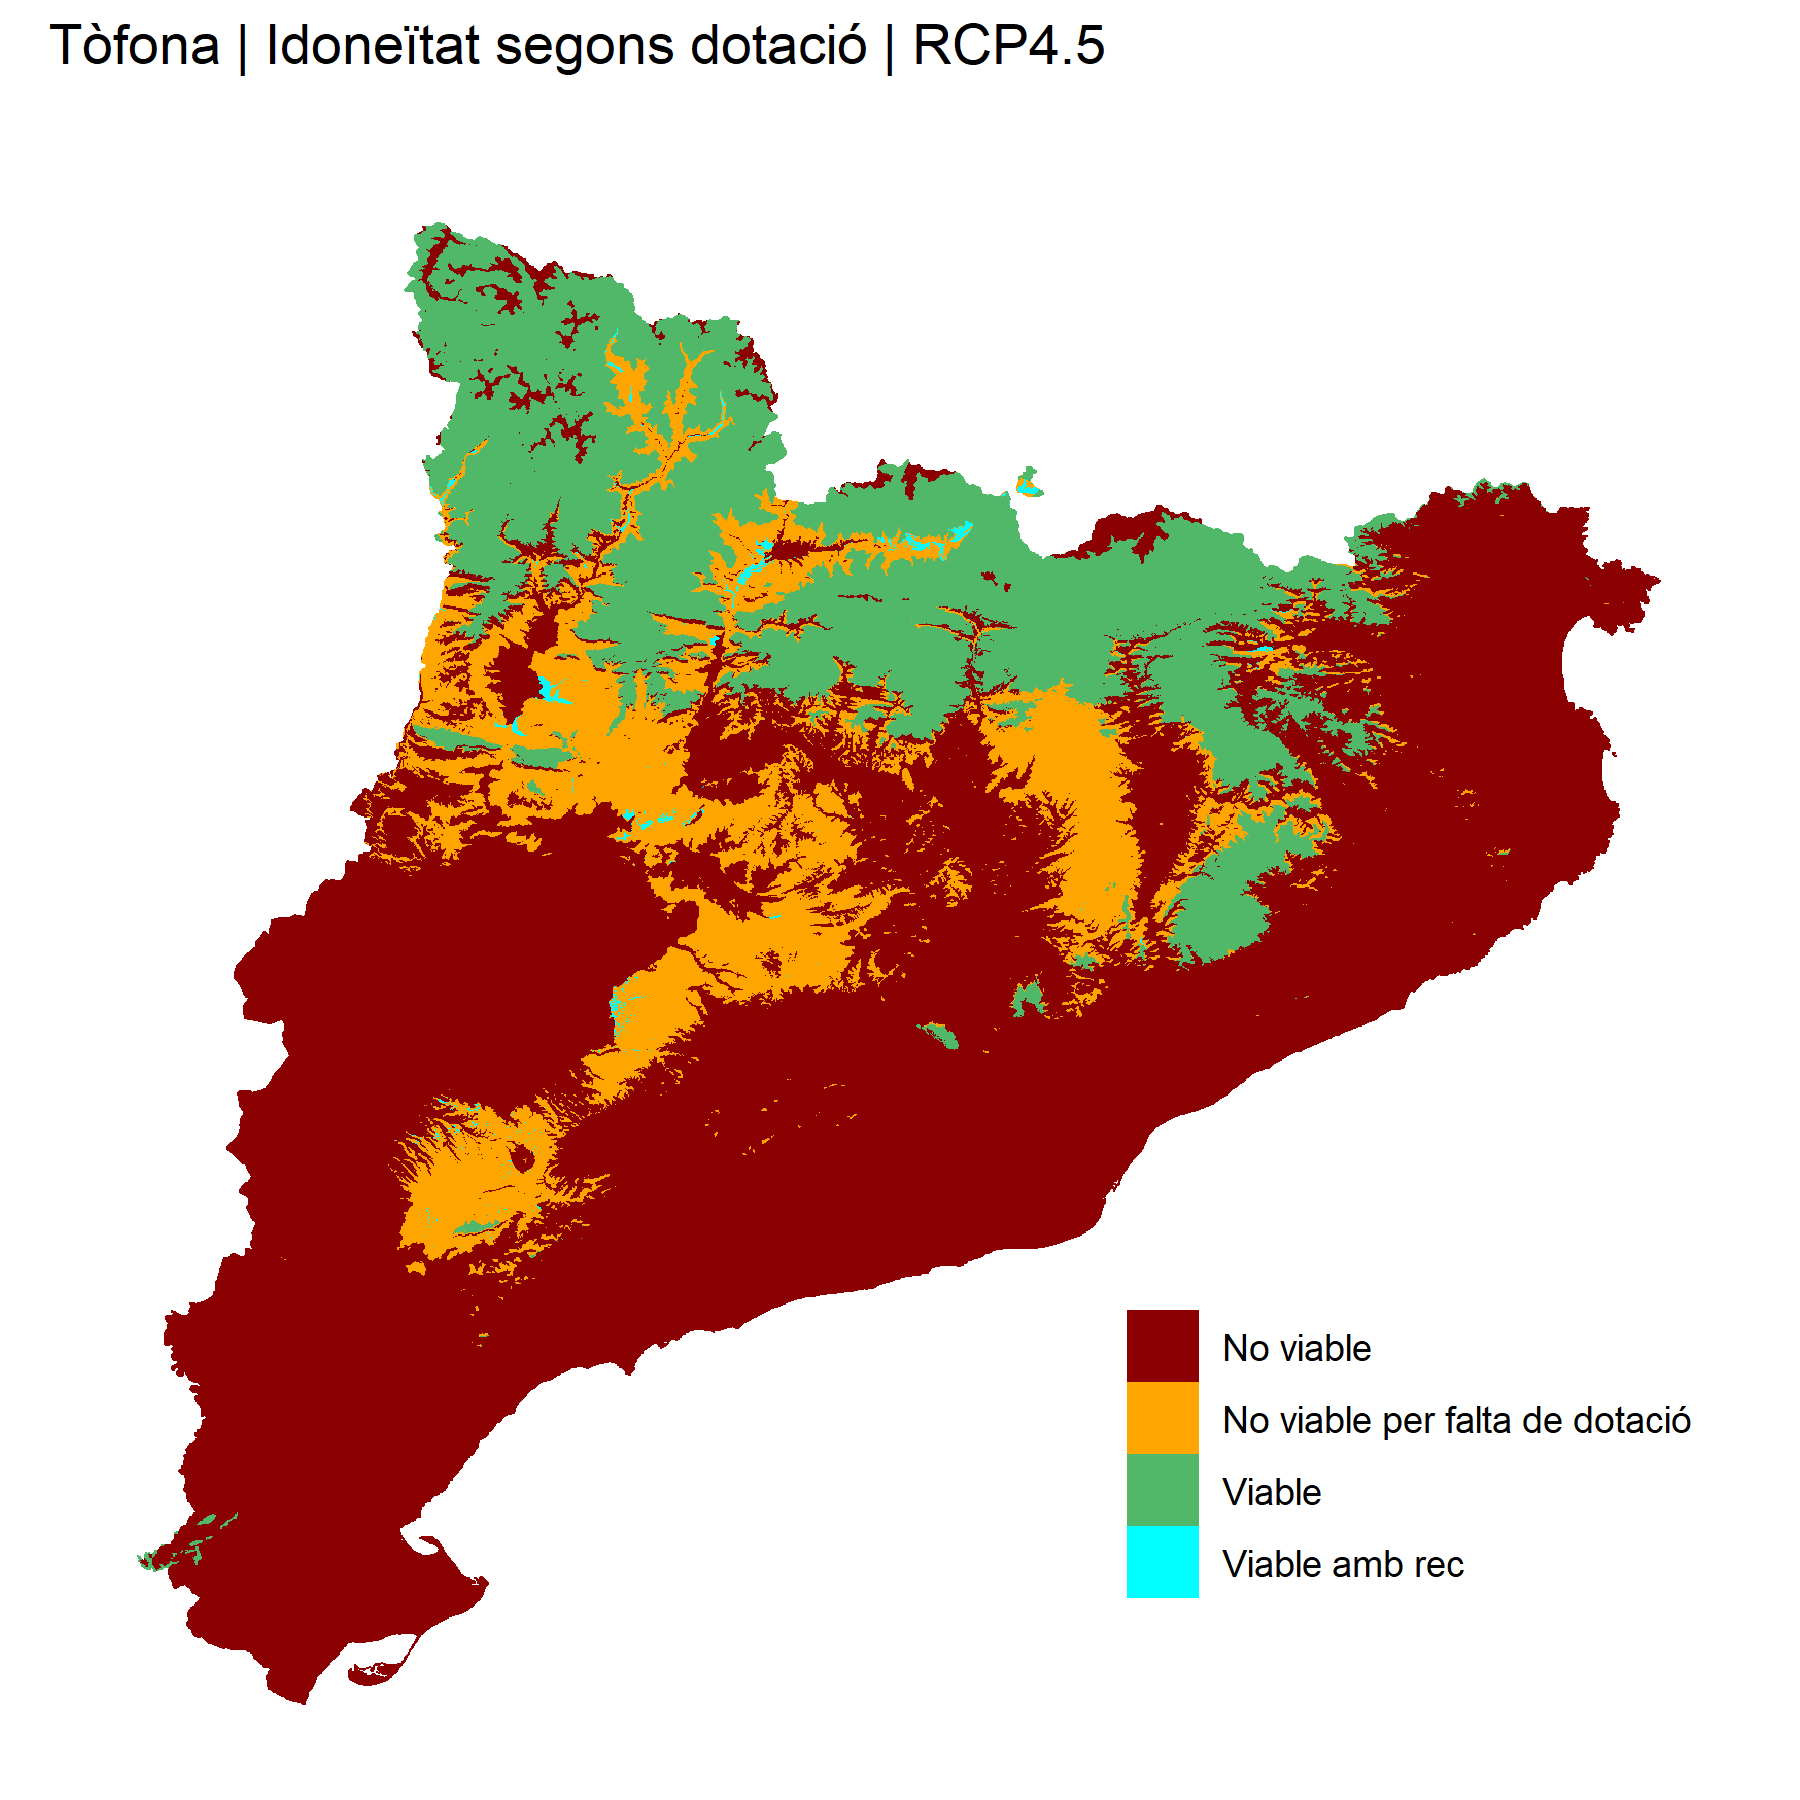 Tòfona | Idoneïtat segons dotació | RCP4.5
No viable
No viable per falta de dotació
Viable
Viable amb rec